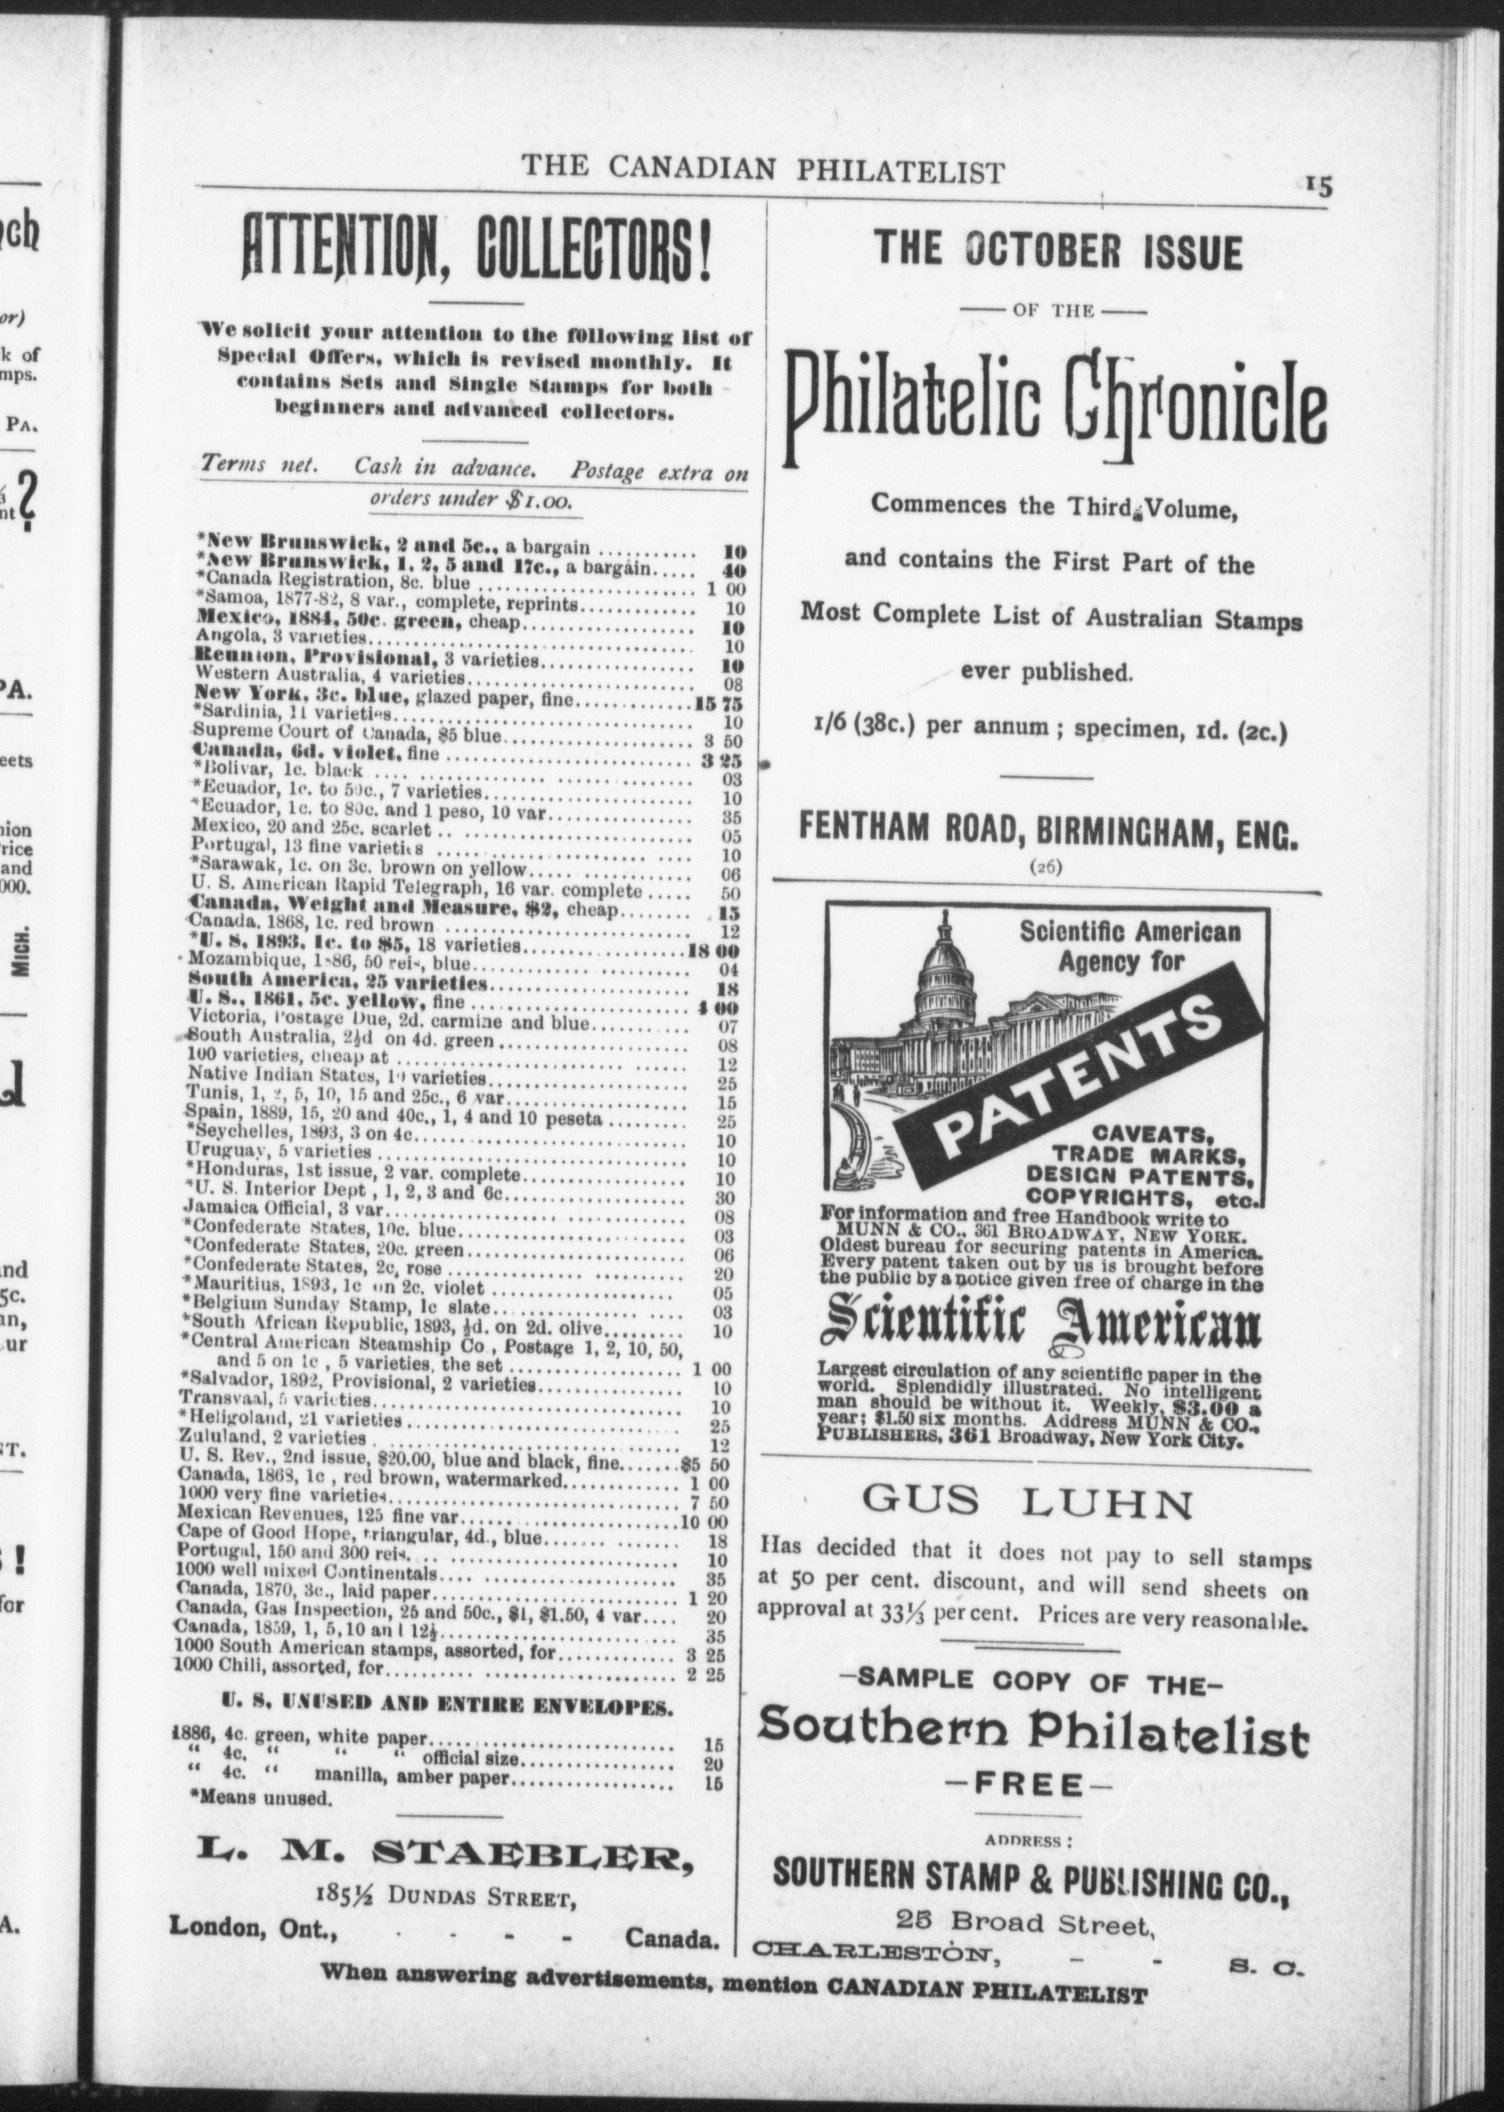 THE CANADIAN PHILATELIST
15
ATTENTION, COLLECTORS!
We solicit your attention to the following list of
Special Offers, which is revised monthly. It
contains Sets and Single Stamps for both
beginners and advanced collectors.
Terms net. Cash in advance. Postage extra on
orders under $1.00.
*New Brunswick, 2 and 5c., a bargain ........... 10
*New Brunswick, 1, 2, 5 and 17c., a bargain..... 40
*Canada Registration, 8c. blue ........................ 1 00
*Samoa, 1877-82, 8 var., complete, reprints............. 10
Mexico, 1884, 50c. green, cheap................... 10
Angola, 3 varieties.................................... 10
Reunion, Provisional, 3 varieties................. 10
Western Australia, 4 varieties......................... 08
New York, 3c. blue, glazed paper, fine.............15 75
*Sardinia, 11 varieties................................. 10
Supreme Court of Canada, $5 blue..................... 3 50
Canada, 6d. violet, fine ........................... 3 25
*Bolivar, 1c. black .... ................................ 03
*Ecuador, 1c. to 50c., 7 varieties....................... 10
*Ecuador, 1c. to 80c. and 1 peso, 10 var................ 35
Mexico, 20 and 25c. scarlet .. ......................... 05
Portugal, 13 fine varieties ..... ................. .... 10
*Sarawak, 1c. on 3c. brown on yellow..... ............ 06
U. S. American Rapid Telegraph, 16 var. complete ..... 50
Canada, Weight and Measure, $2, cheap........ 15
Canada, 1868, 1c. red brown ........................... 12
*U. S. 1893, 1c. to $5, 18 varieties..................18 00
Mozambique, 1886, 50 reis, blue........................ 04
South America, 25 varieties....................... 18
U. S., 1861, 5c. yellow, fine ........................ 4 00
Victoria, Postage Due, 2d. carmine and blue........... 07
South Australia, 2½d on 4d. green ..................... 08
100 varieties, cheap at ......................... ...... 12
Native Indian States, 10 varieties...................... 25
Tunis, 1, 2, 5, 10, 15 and 25c., 6 var.................... 15
Spain, 1889, 15, 20 and 40c., 1, 4 and 10 peseta ......... 25
*Seychelles, 1893, 3 on 4c.............................. 10
Uruguay, 5 varieties .................................. 10
*Honduras, 1st issue, 2 var. complete................... 10
*U. S. Interior Dept, 1, 2, 3 and 6c..................... 30
Jamaica Official, 3 var................................ 08
*Confederate States, 10c. blue.......................... 03
*Confederate States, 20c. green......................... 06
*Confederate States, 2c, rose .............. ........... 20
*Mauritius, 1893, 1c on 2c. violet ...................... 05
*Belgium Sunday Stamp, 1c slate.. .................... 03
*South African Republic, 1893, ½d. on 2d. olive......... 10
*Central American Steamship Co, Postage 1, 2, 10, 50,
and 5 on 1c, 5 varieties, the set .................... 1 00
*Salvador, 1892, Provisional, 2 varieties................. 10
Transvaal, 5 varieties.................................. 10
*Heligoland, 21 varieties .............................. 25
Zululand, 2 varieties .................................. 12
U. S. Rev., 2nd issue, $20.00, blue and black, fine.......$5 50
Canada, 1868, 1c, red brown, watermarked............. 1 00
1000 very fine varieties................................ 7 50
Mexican Revenues, 125 fine var........................10 00
Cape of Good Hope, triangular, 4d., blue....... ....... 18
Portugal, 150 and 300 reis.... ......................... 10
1000 well mixed Continentals.... ...................... 35
Canada, 1870, 3c., laid paper........................... 1 20
Canada, Gas Inspection, 25 and 50c., $1, $1.50, 4 var.... 20
Canada, 1859, 1, 5, 10 and 12½......................... 35
1000 South American stamps, assorted, for............. 3 25
1000 Chili, assorted, for......... ..................... 2 25
U. S. UNUSED AND ENTIRE ENVELOPES.
1886, 4c. green, white paper........................... 15
“ 4c. “ “ “ official size.................. 20
“ 4c. “ manilla, amber paper................... 15
*Means unused.
L. M. STAEBLER,
185½ DUNDAS STREET,
London, Ont., - - - - Canada.
THE OCTOBER ISSUE
OF THE
Philatelic Chronicle
Commences the Third Volume,
and contains the First Part of the
Most Complete List of Australian Stamps
ever published.
1/6 (38c.) per annum ; specimen, 1d. (2c.)
FENTHAM ROAD, BIRMINGHAM, ENG.
(26)
Scientific American
Agency for
PATENTS
CAVEATS,
TRADE MARKS,
DESIGN PATENTS,
COPYRIGHTS, etc.
For information and free Handbook write to
MUNN & CO., 361 BROADWAY, NEW YORK.
Oldest bureau for securing patents in America.
Every patent taken out by us is brought before
the public by a notice given free of charge in the
Scientific American
Largest circulation of any scientific paper in the
world. Splendidly illustrated. No intelligent
man should be without it. Weekly, $3.00 a
year; $1.50 six months. Address MUNN & CO.,
PUBLISHERS, 361 Broadway, New York City.
GUS LUHN
Has decided that it does not pay to sell stamps
at 50 per cent. discount, and will send sheets on
approval at 33⅓ per cent. Prices are very reasonable.
—SAMPLE COPY OF THE—
Southern Philatelist
—FREE—
ADDRESS :
SOUTHERN STAMP & PUBLISHING CO.,
25 Broad Street,
CHARLESTON, - - S. C.
When answering advertisements, mention CANADIAN PHILATELIST